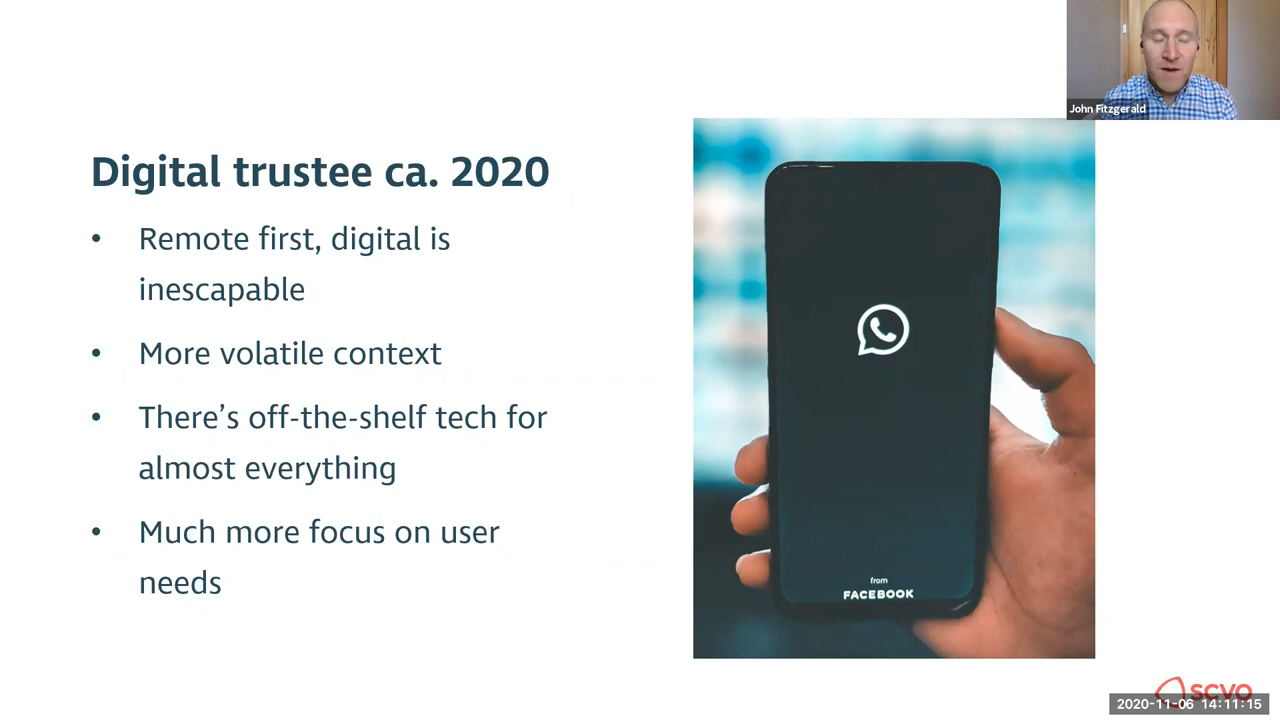 John Fitzgerald
Digital trustee ca. 2020
• Remote first, digital is
inescapable
• More volatile context
• There’s off-the-shelf tech for
almost everything
• Much more focus on user
needs
from
FACEBOOK
scvo
2020-11-06 14:11:15